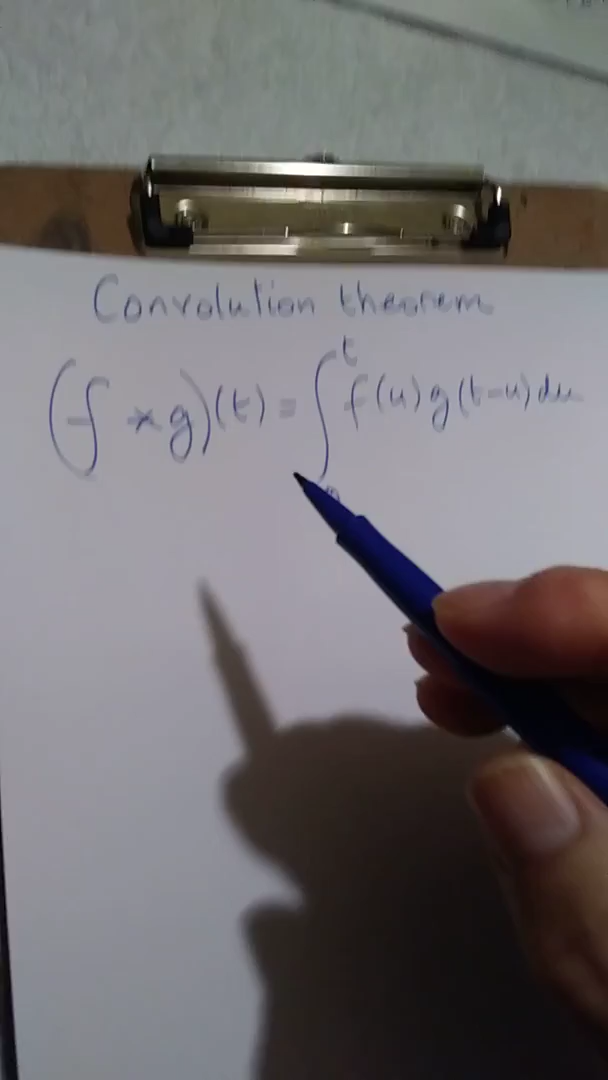 Convolution theorem
(f * g)(t) = ∫₀ᵗ f(u) g(t-u) du